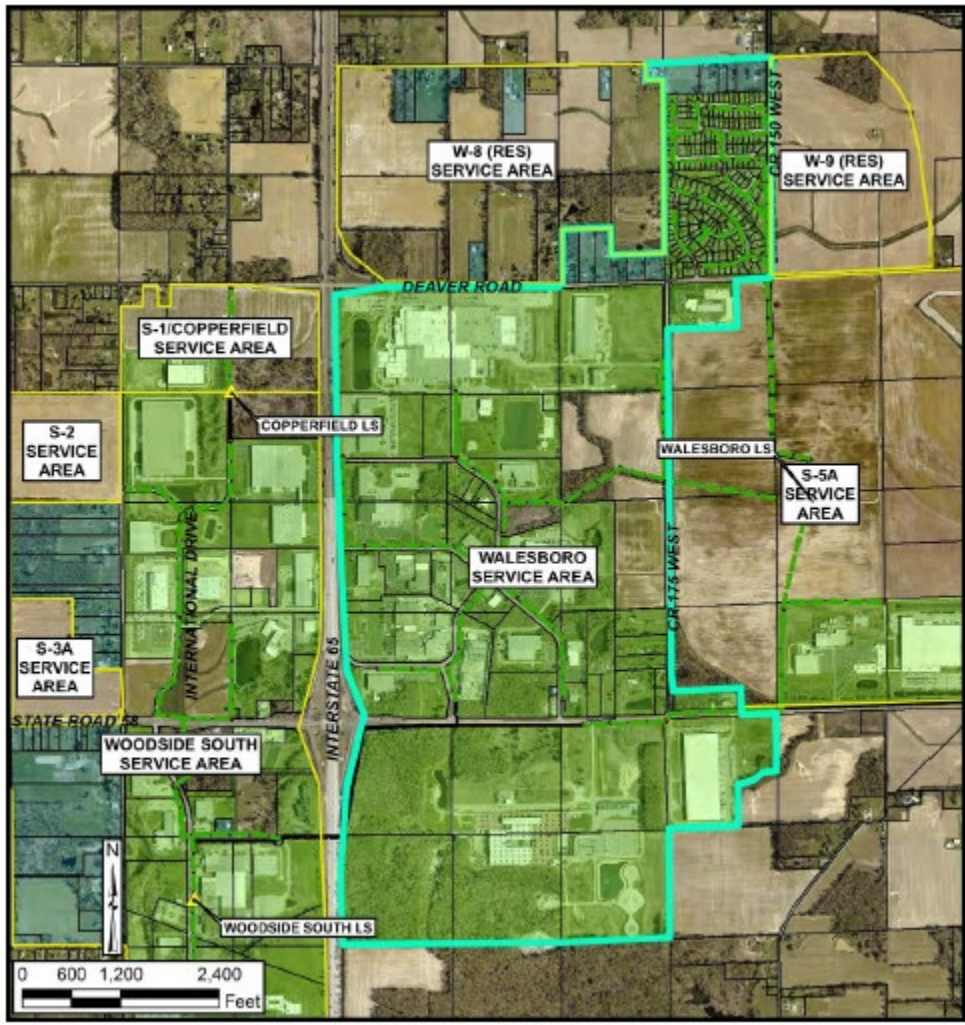 CR-150 WEST
W-8 (RES)
SERVICE AREA
W-9 (RES)
SERVICE AREA
DEAVER ROAD
S-1/COPPERFIELD
SERVICE AREA
COPPERFIELD LS
S-2
SERVICE
AREA
WALESBORO LS
S-5A
SERVICE
AREA
INTERNATIONAL DRIVE
WALESBORO
SERVICE AREA
CR-175 WEST
S-3A
SERVICE
AREA
INTERSTATE 65
STATE ROAD 58
WOODSIDE SOUTH
SERVICE AREA
N
WOODSIDE SOUTH LS
0 600 1,200 2,400
Feet